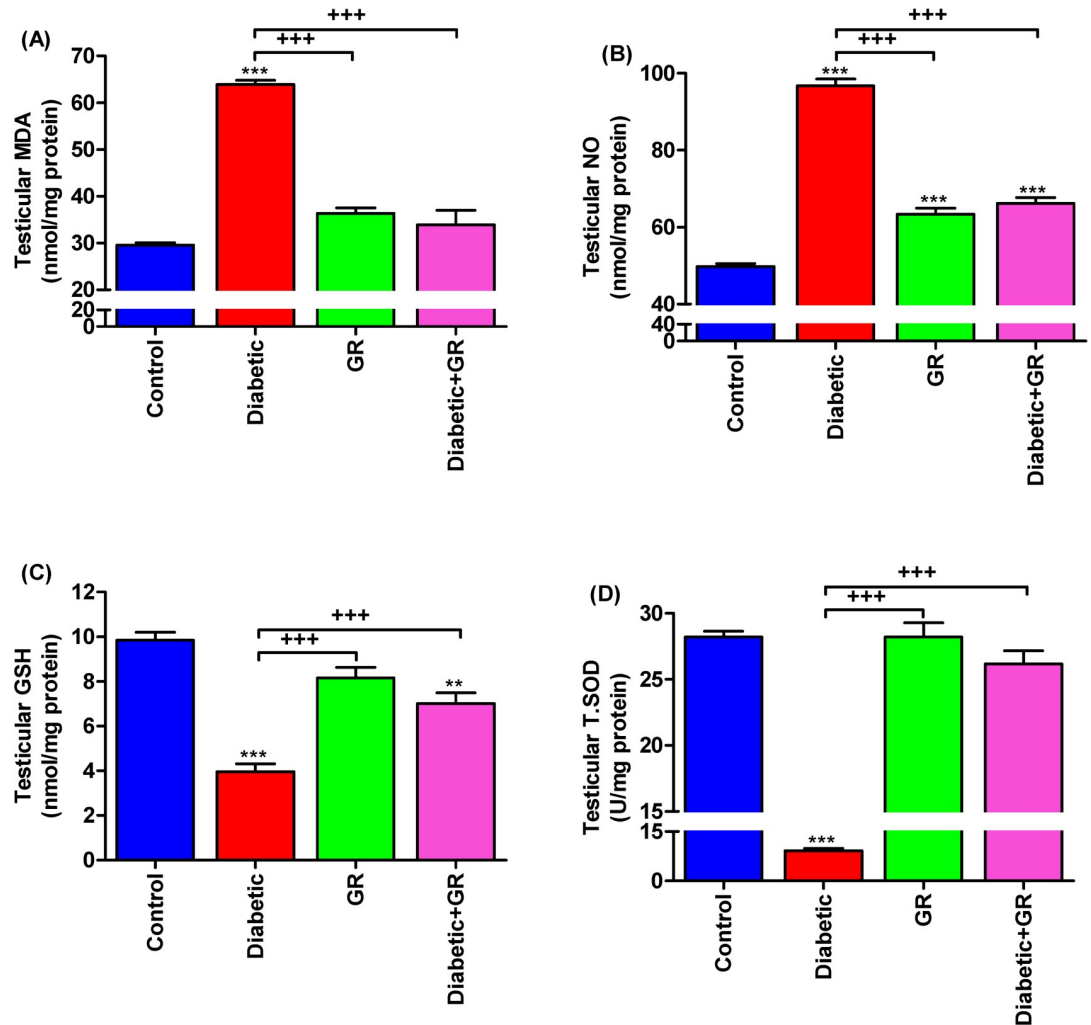 (A)
+++
+++
***
Testicular MDA
(nmol/mg protein)
70
60
50
40
30
20
20
0
Control
Diabetic
GR
Diabetic+GR
(B)
+++
+++
***
***
***
Testicular NO
(nmol/mg protein)
100
80
60
40
40
0
Control
Diabetic
GR
Diabetic+GR
(C)
+++
+++
***
**
Testicular GSH
(nmol/mg protein)
12
10
8
6
4
2
0
Control
Diabetic
GR
Diabetic+GR
(D)
+++
+++
***
Testicular T.SOD
(U/mg protein)
30
25
20
15
15
0
Control
Diabetic
GR
Diabetic+GR